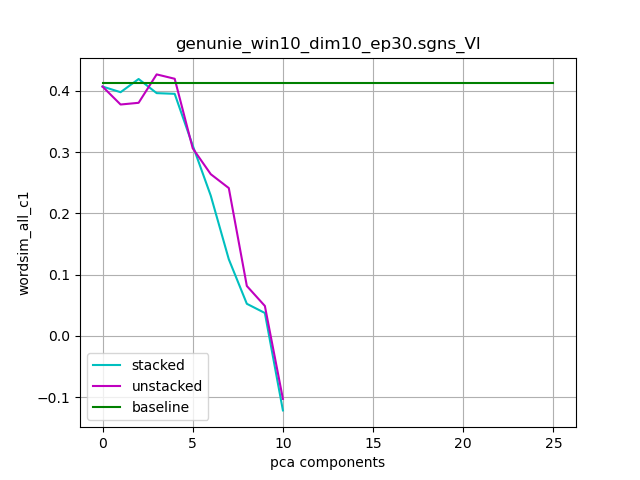 genunie_win10_dim10_ep30.sgns_VI
wordsim_all_c1
0.4
0.3
0.2
0.1
0.0
−0.1
stacked
unstacked
baseline
0 5 10 15 20 25
pca components